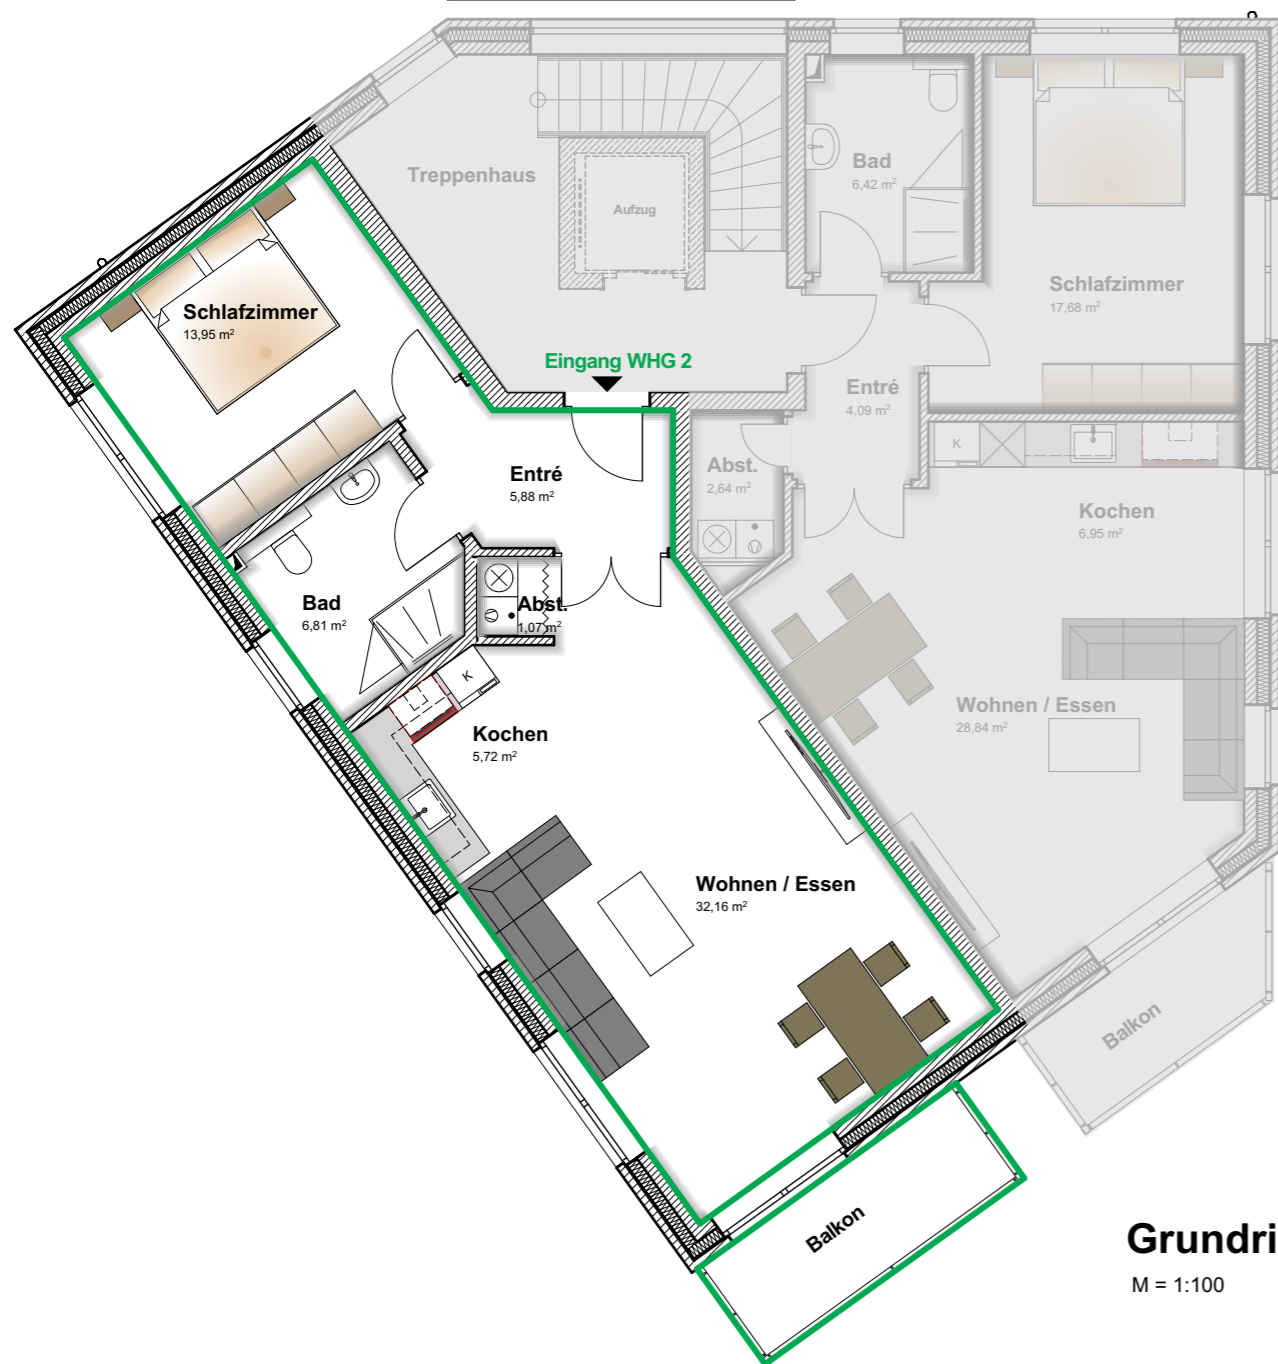 Treppenhaus
Aufzug
Bad
6,42 m²
Schlafzimmer
17,68 m²
Schlafzimmer
13,95 m²
Eingang WHG 2
Entré
4,09 m²
Entré
5,88 m²
Abst.
2,64 m²
K
Kochen
6,95 m²
Bad
6,81 m²
Abst.
1,07 m²
K
Kochen
5,72 m²
Wohnen / Essen
28,84 m²
Wohnen / Essen
32,16 m²
Balkon
Balkon
Grundri
M = 1:100